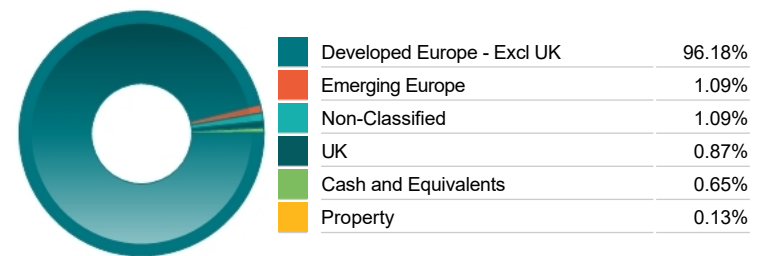 Developed Europe - Excl UK 96.18%
Emerging Europe 1.09%
Non-Classified 1.09%
UK 0.87%
Cash and Equivalents 0.65%
Property 0.13%